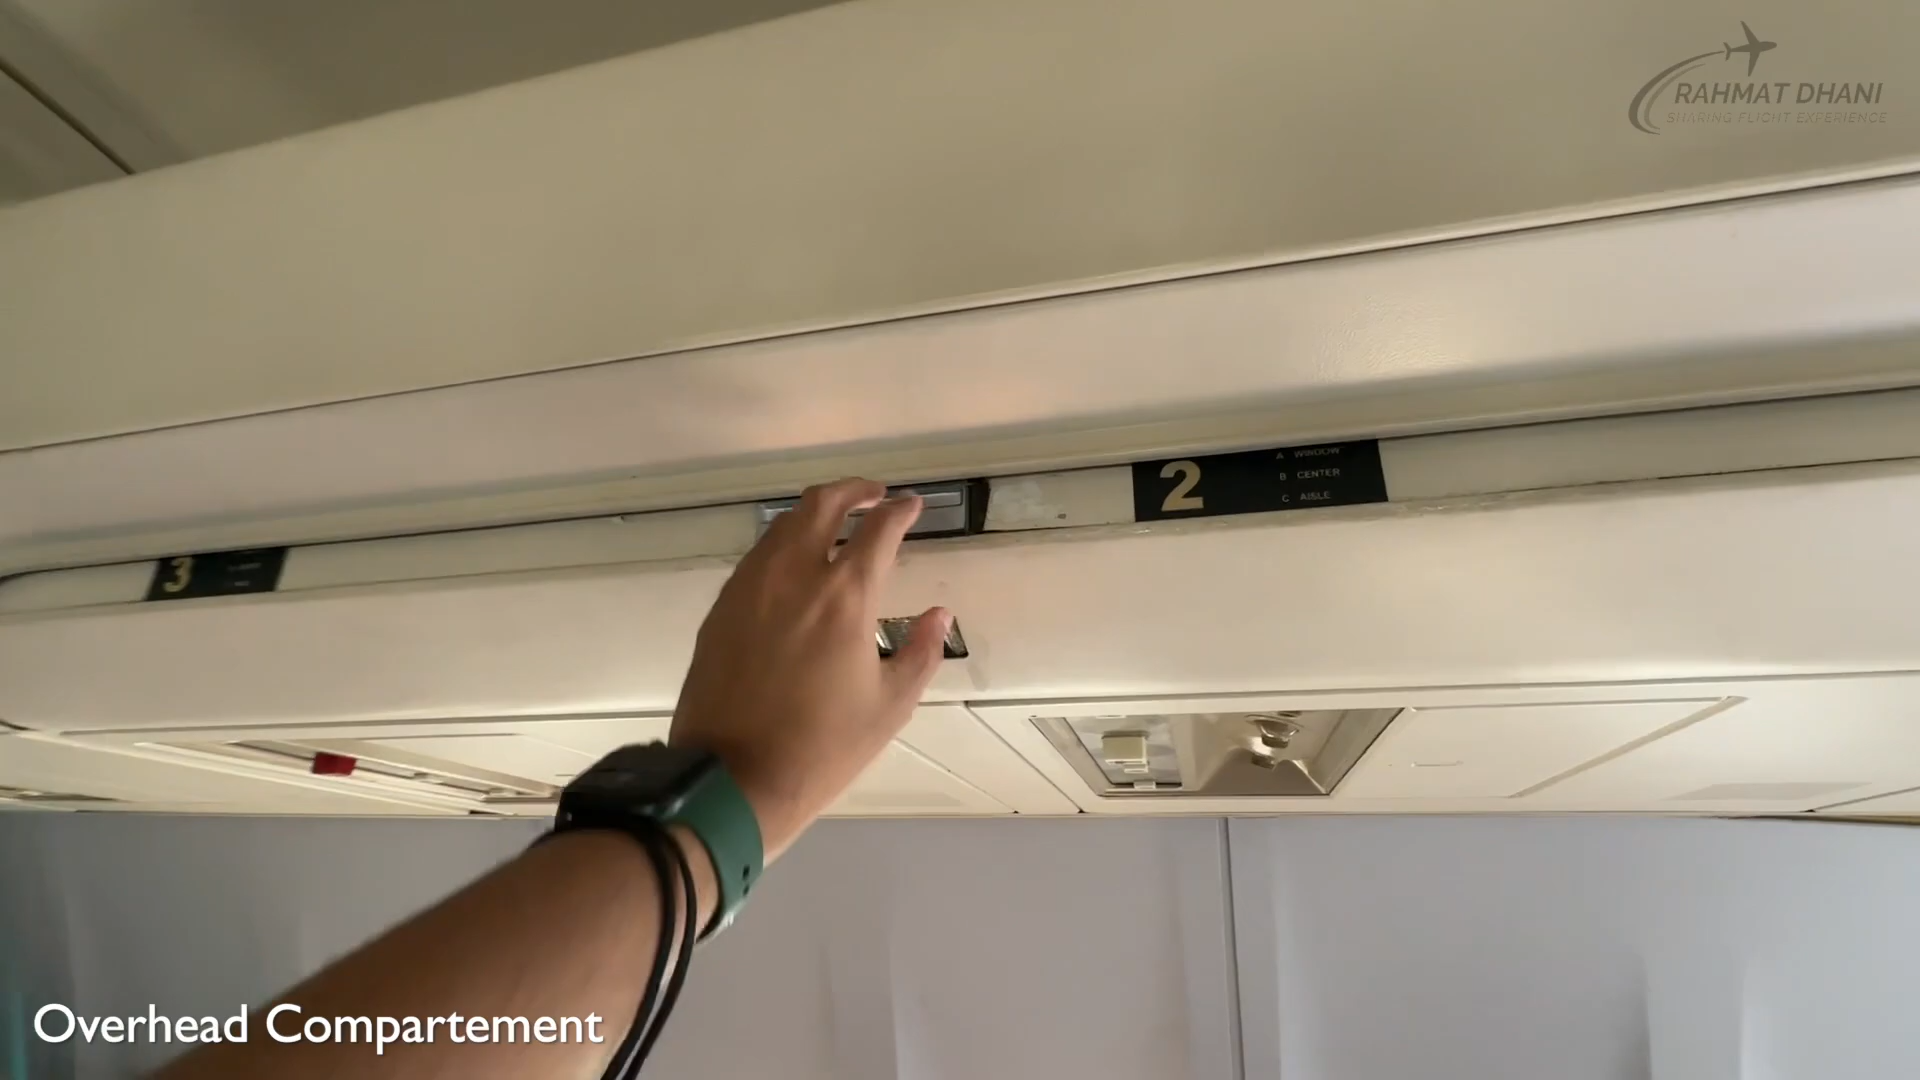 RAHMAT DHANI
SHARING FLIGHT EXPERIENCE
2
A WINDOW
B CENTER
C AISLE
3
Overhead Compartement